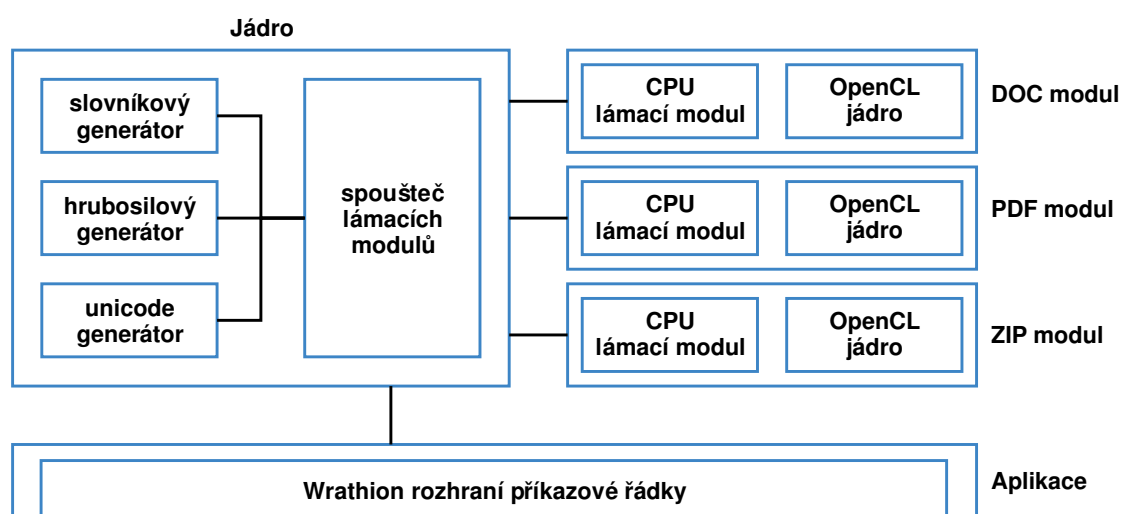 Jádro
slovníkový
generátor
hrubosilový
generátor
unicode
generátor
spoušteč
lámacích
modulů
CPU
lámací modul
OpenCL
jádro
DOC modul
CPU
lámací modul
OpenCL
jádro
PDF modul
CPU
lámací modul
OpenCL
jádro
ZIP modul
Wrathion rozhraní příkazové řádky
Aplikace